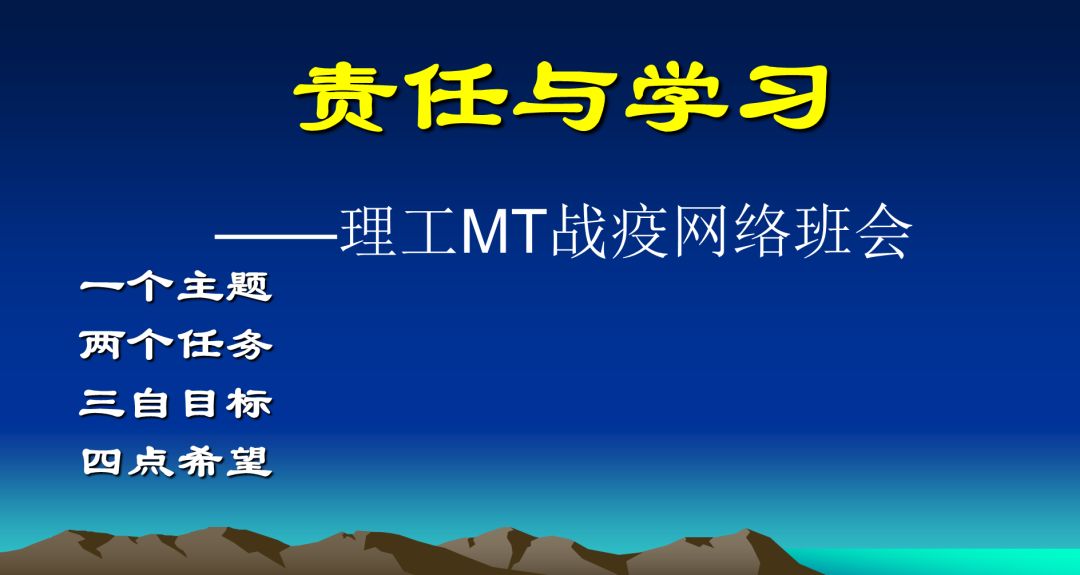 责任与学习
——理工MT战疫网络班会
一个主题
两个任务
三自目标
四点希望